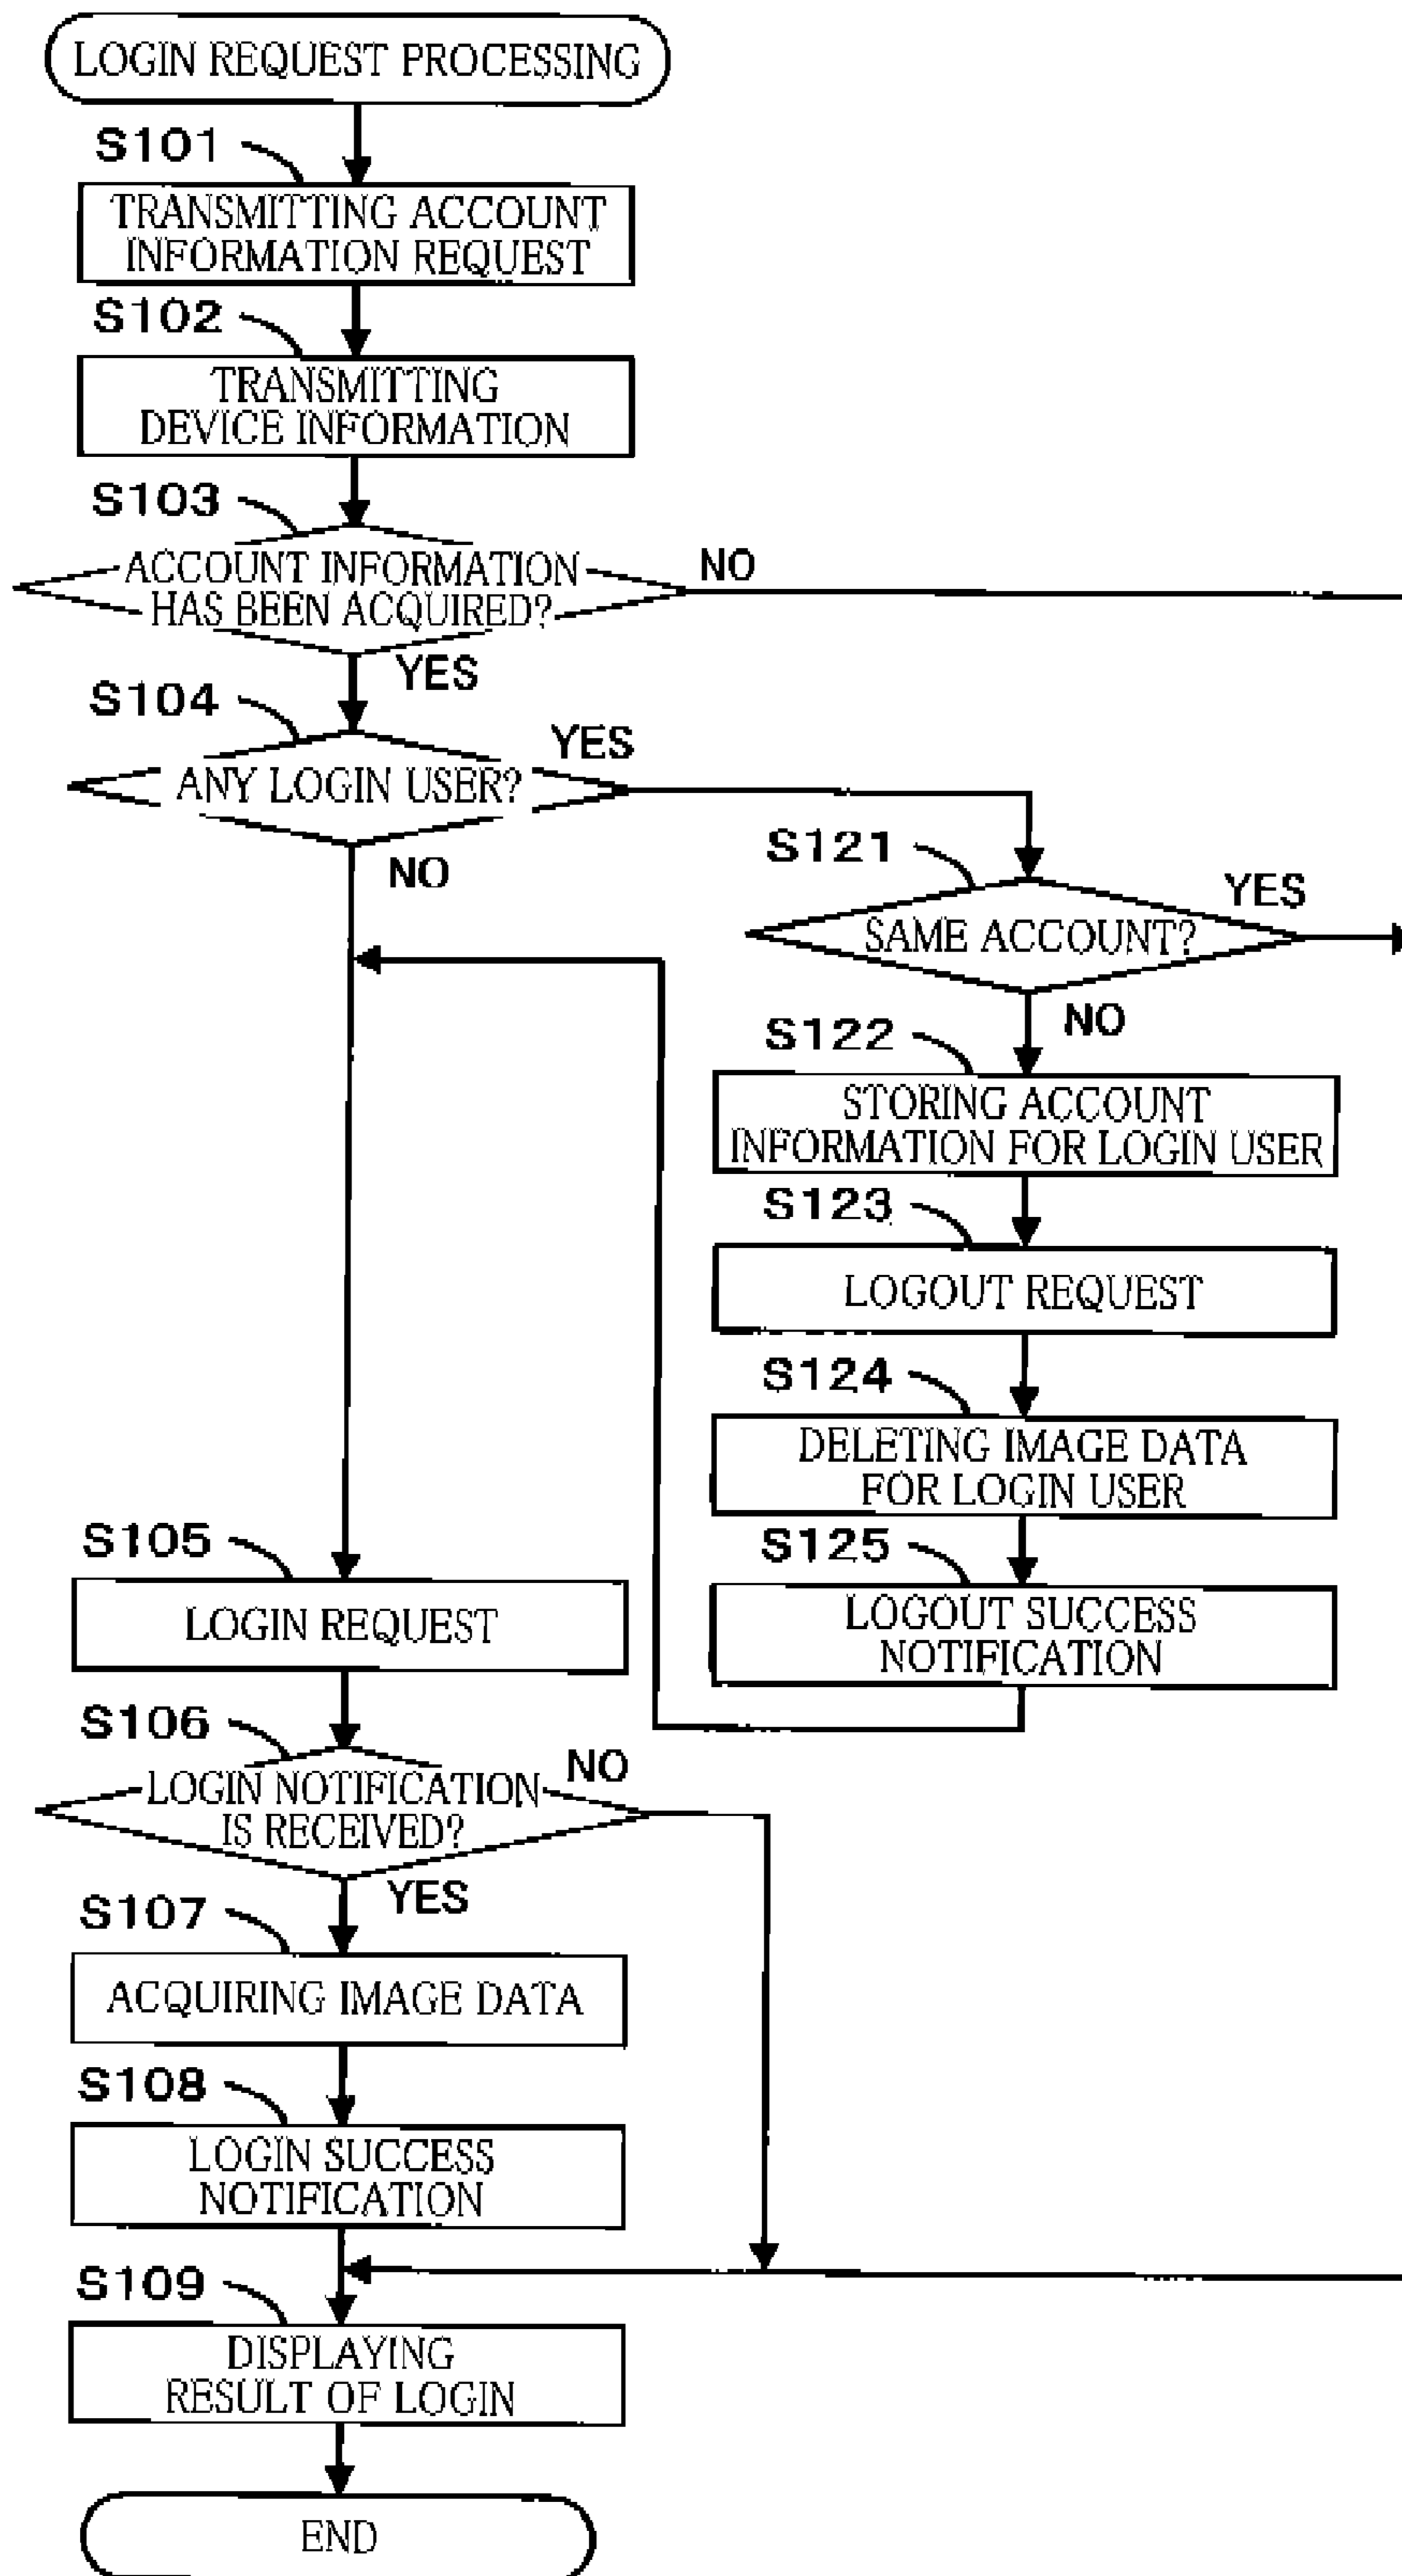 LOGIN REQUEST PROCESSING
S101
TRANSMITTING ACCOUNT
INFORMATION REQUEST
S102
TRANSMITTING
DEVICE INFORMATION
S103
ACCOUNT INFORMATION
HAS BEEN ACQUIRED?
NO
YES
S104
ANY LOGIN USER?
YES
NO
S121
SAME ACCOUNT?
YES
NO
S122
STORING ACCOUNT
INFORMATION FOR LOGIN USER
S123
LOGOUT REQUEST
S124
DELETING IMAGE DATA
FOR LOGIN USER
S125
LOGOUT SUCCESS
NOTIFICATION
S105
LOGIN REQUEST
S106
LOGIN NOTIFICATION
IS RECEIVED?
NO
YES
S107
ACQUIRING IMAGE DATA
S108
LOGIN SUCCESS
NOTIFICATION
S109
DISPLAYING
RESULT OF LOGIN
END